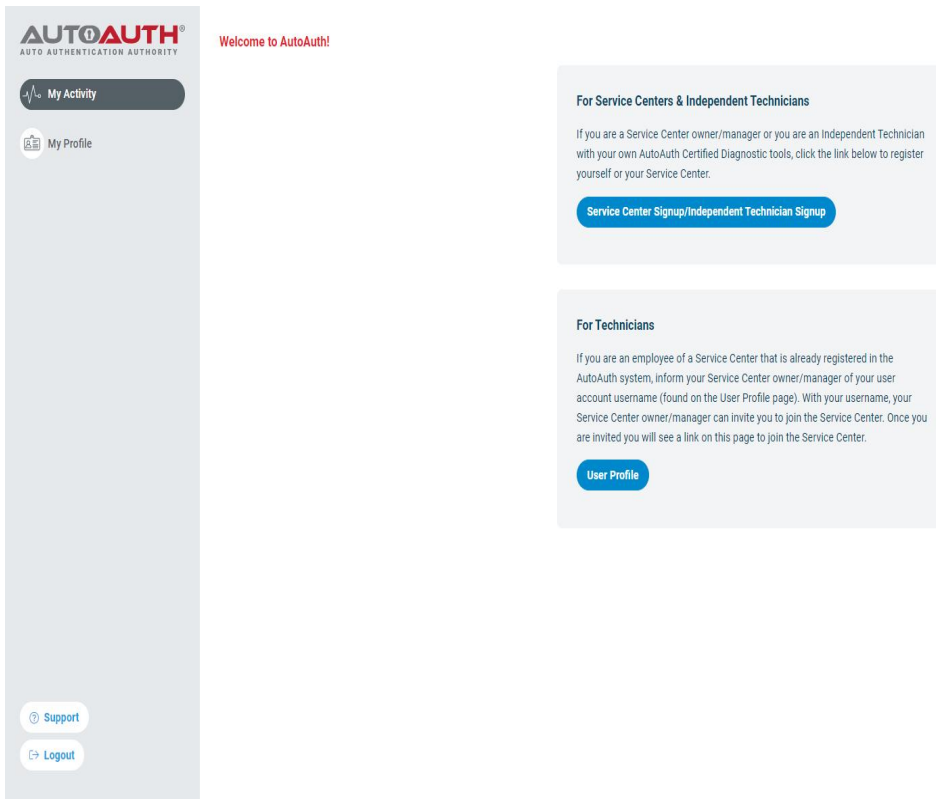 AUTOAUTH®
AUTO AUTHENTICATION AUTHORITY
My Activity
My Profile
Support
Logout
Welcome to AutoAuth!
For Service Centers & Independent Technicians
If you are a Service Center owner/manager or you are an Independent Technician
with your own AutoAuth Certified Diagnostic tools, click the link below to register
yourself or your Service Center.
Service Center Signup/Independent Technician Signup
For Technicians
If you are an employee of a Service Center that is already registered in the
AutoAuth system, inform your Service Center owner/manager of your user
account username (found on the User Profile page). With your username, your
Service Center owner/manager can invite you to join the Service Center. Once you
are invited you will see a link on this page to join the Service Center.
User Profile